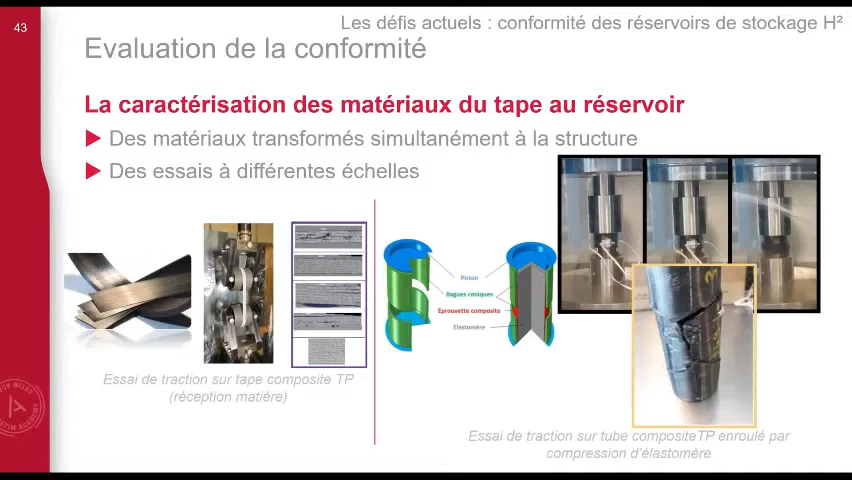 43
Les défis actuels : conformité des réservoirs de stockage H²
Evaluation de la conformité
La caractérisation des matériaux du tape au réservoir
Des matériaux transformés simultanément à la structure
Des essais à différentes échelles
Piston
Bagues coniques
Eprouvette composite
Elastomère
Essai de traction sur tape composite TP
(réception matière)
Essai de traction sur tube compositeTP enroulé par
compression d'élastomère